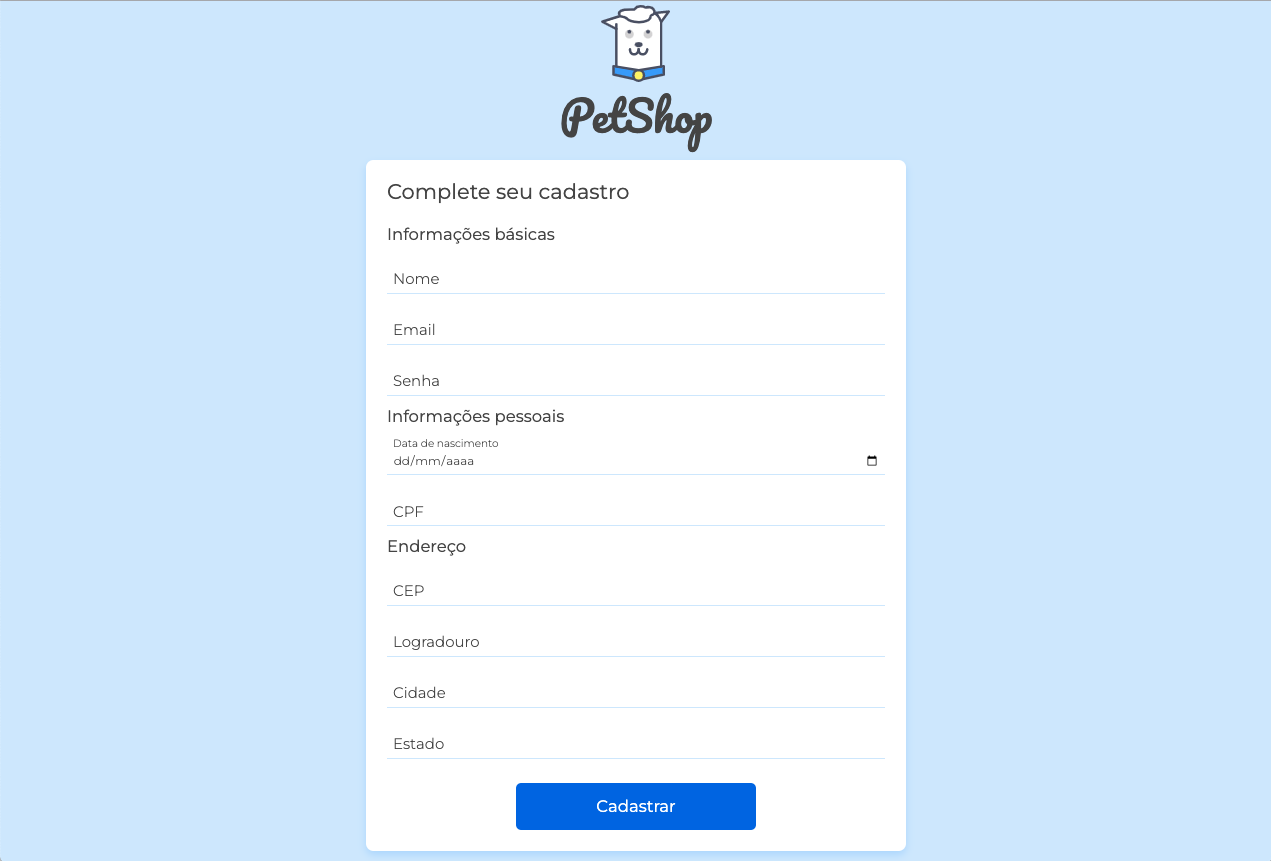 PetShop
Complete seu cadastro
Informações básicas
Nome
Email
Senha
Informações pessoais
Data de nascimento
dd/mm/aaaa
CPF
Endereço
CEP
Logradouro
Cidade
Estado
Cadastrar